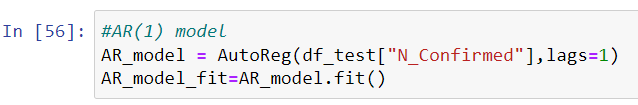 In [56]: #AR(1) model
AR_model = AutoReg(df_test["N_Confirmed"],lags=1)
AR_model_fit=AR_model.fit()